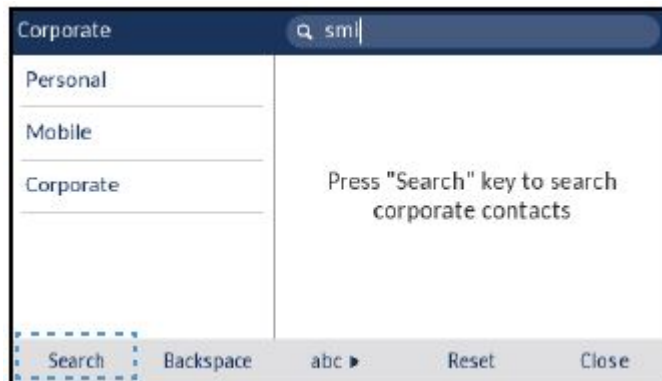 Corporate
sml
Personal
Mobile
Corporate
Press "Search" key to search
corporate contacts
Search Backspace abc ▶ Reset Close